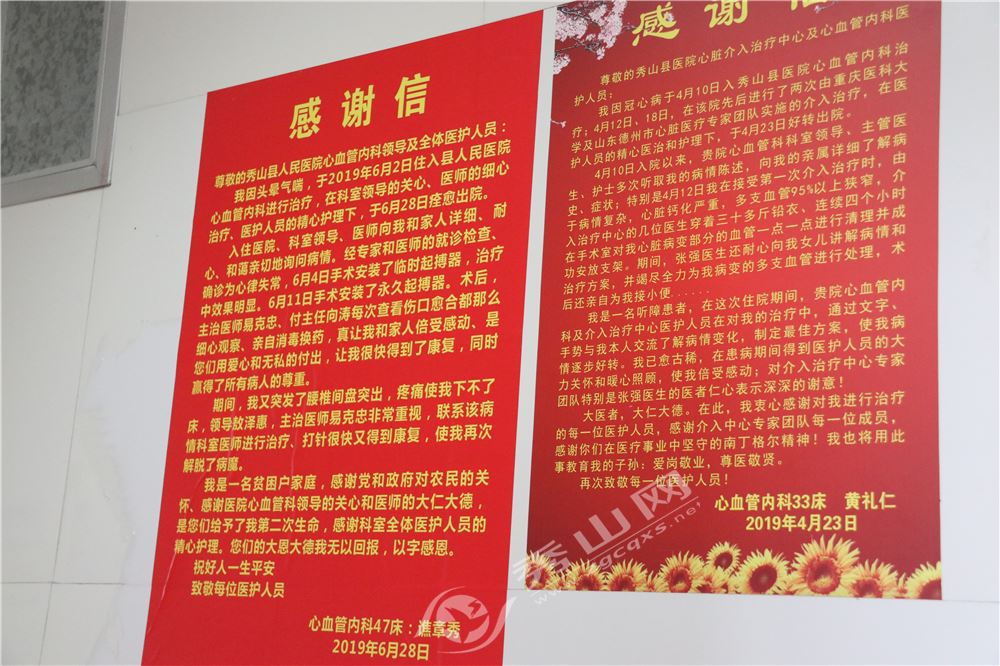 感谢信
尊敬的秀山县人民医院心血管内科领导及全体医护人员：
我因头晕气喘，于2019年6月2日住入县人民医院
心血管内科进行治疗，在科室领导的关心、医师的细心
治疗、医护人员的精心护理下，于6月28日痊愈出院。
入住医院、科室领导、医师向我和家人详细、耐
心、和蔼亲切地询问病情。经专家和医师的就诊检查、
确诊为心律失常，6月4日手术安装了临时起搏器，治疗
中效果明显。6月11日手术安装了永久起搏器。术后，
主治医师易克忠、付主任向涛每次查看伤口愈合都那么
细心观察、亲自消毒换药，真让我和家人倍受感动、是
您们用爱心和无私的付出，让我很快得到了康复，同时
赢得了所有病人的尊重。
期间，我又突发了腰椎间盘突出，疼痛使我下不了
床，领导敖泽惠，主治医师易克忠非常重视，联系该病
情科室医师进行治疗、打针很快又得到康复，使我再次
解脱了病魔。
我是一名贫困户家庭，感谢党和政府对农民的关
怀、感谢医院心血管科领导的关心和医师的大仁大德，
是您们给予了我第二次生命，感谢科室全体医护人员的
精心护理。您们的大恩大德我无以回报，以字感恩。
祝好人一生平安
致敬每位医护人员
心血管内科47床：谯章秀
2019年6月28日
感谢信
尊敬的秀山县医院心脏介入治疗中心及心血管内科医
护人员：
我因冠心病于4月10日入秀山县医院心血管内科治
疗；4月12日、18日，在该院先后进行了两次由重庆医科大
学及山东德州市心脏医疗专家团队实施的介入治疗，在医
护人员的精心医治和护理下，于4月23日好转出院。
4月10日入院以来，贵院心血管科科室领导、主管医
生、护士多次听取我的病情陈述，向我的亲属详细了解病
史、症状；特别是4月12日我在接受第一次介入治疗时，由
于病情复杂，心脏钙化严重，多支血管95%以上狭窄，介
入治疗中心的几位医生穿着三十多斤铅衣、连续四个小时
在手术室对我心脏病变部分的血管一点一点进行清理并成
功安放支架。期间，张强医生还耐心向我女儿讲解病情和
治疗方案，并竭尽全力为我病变的多支血管进行处理，术
后还亲自为我接小便......
我是一名听障患者，在这次住院期间，贵院心血管内
科及介入治疗中心医护人员在对我的治疗中，通过文字、
手势与我本人交流了解病情变化，制定最佳方案，使我病
情逐步好转。我已愈古稀，在患病期间得到医护人员的大
力关怀和暖心照顾，使我倍受感动；对介入治疗中心专家
团队特别是张强医生的医者仁心表示深深的谢意！
大医者，大仁大德。在此，我衷心感谢对我进行治疗
的每一位医护人员，感谢介入中心专家团队每一位成员，
感谢你们在医疗事业中坚守的南丁格尔精神！我也将用此
事教育我的子孙：爱岗敬业，尊医敬贤。
再次致敬每一位医护人员！
心血管内科33床 黄礼仁
2019年4月23日
秀山网
www.gcqxs.net